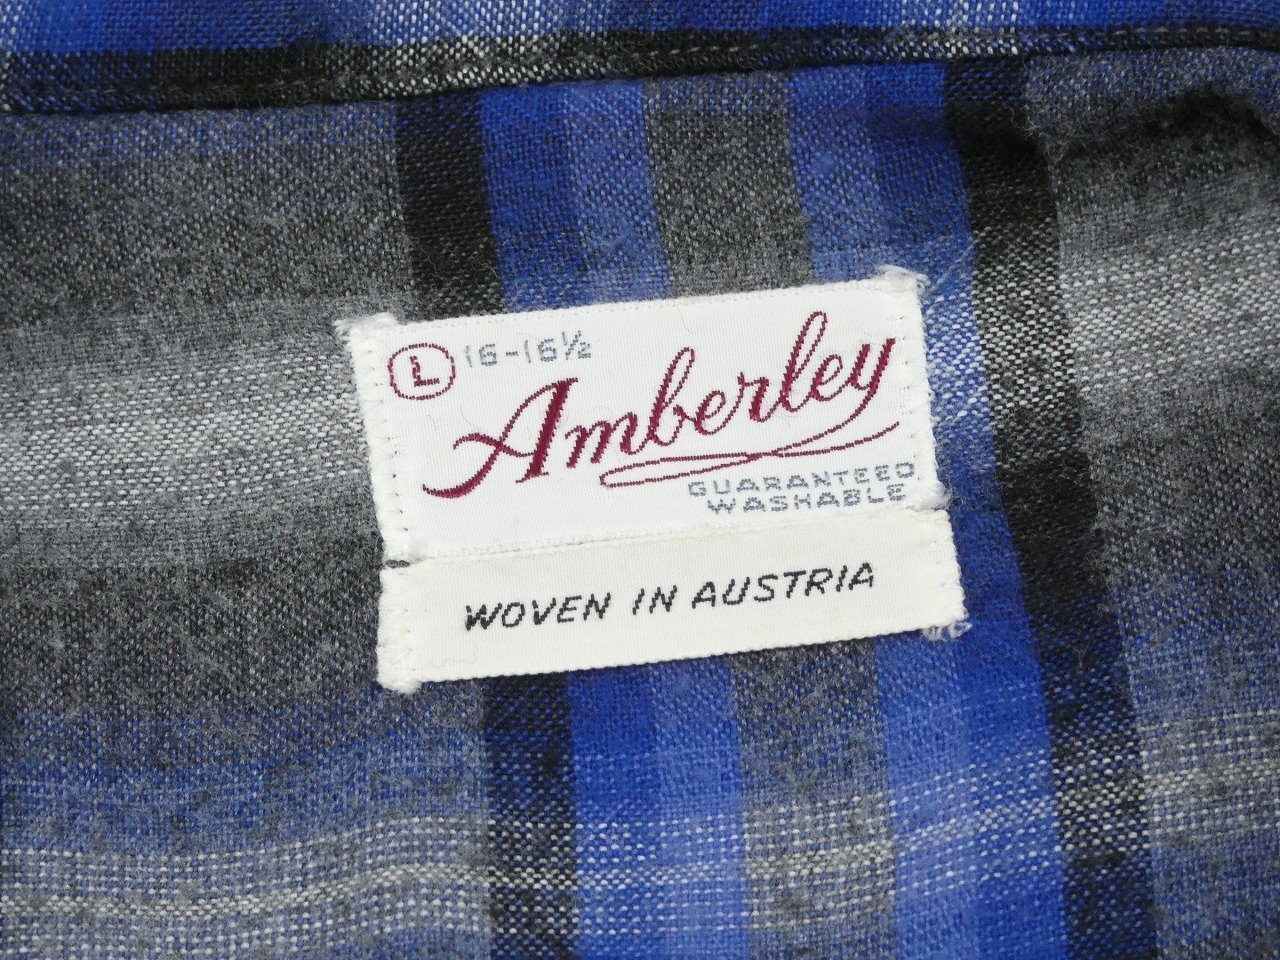 L 16-16½
Amberley
GUARANTEED
WASHABLE
WOVEN IN AUSTRIA